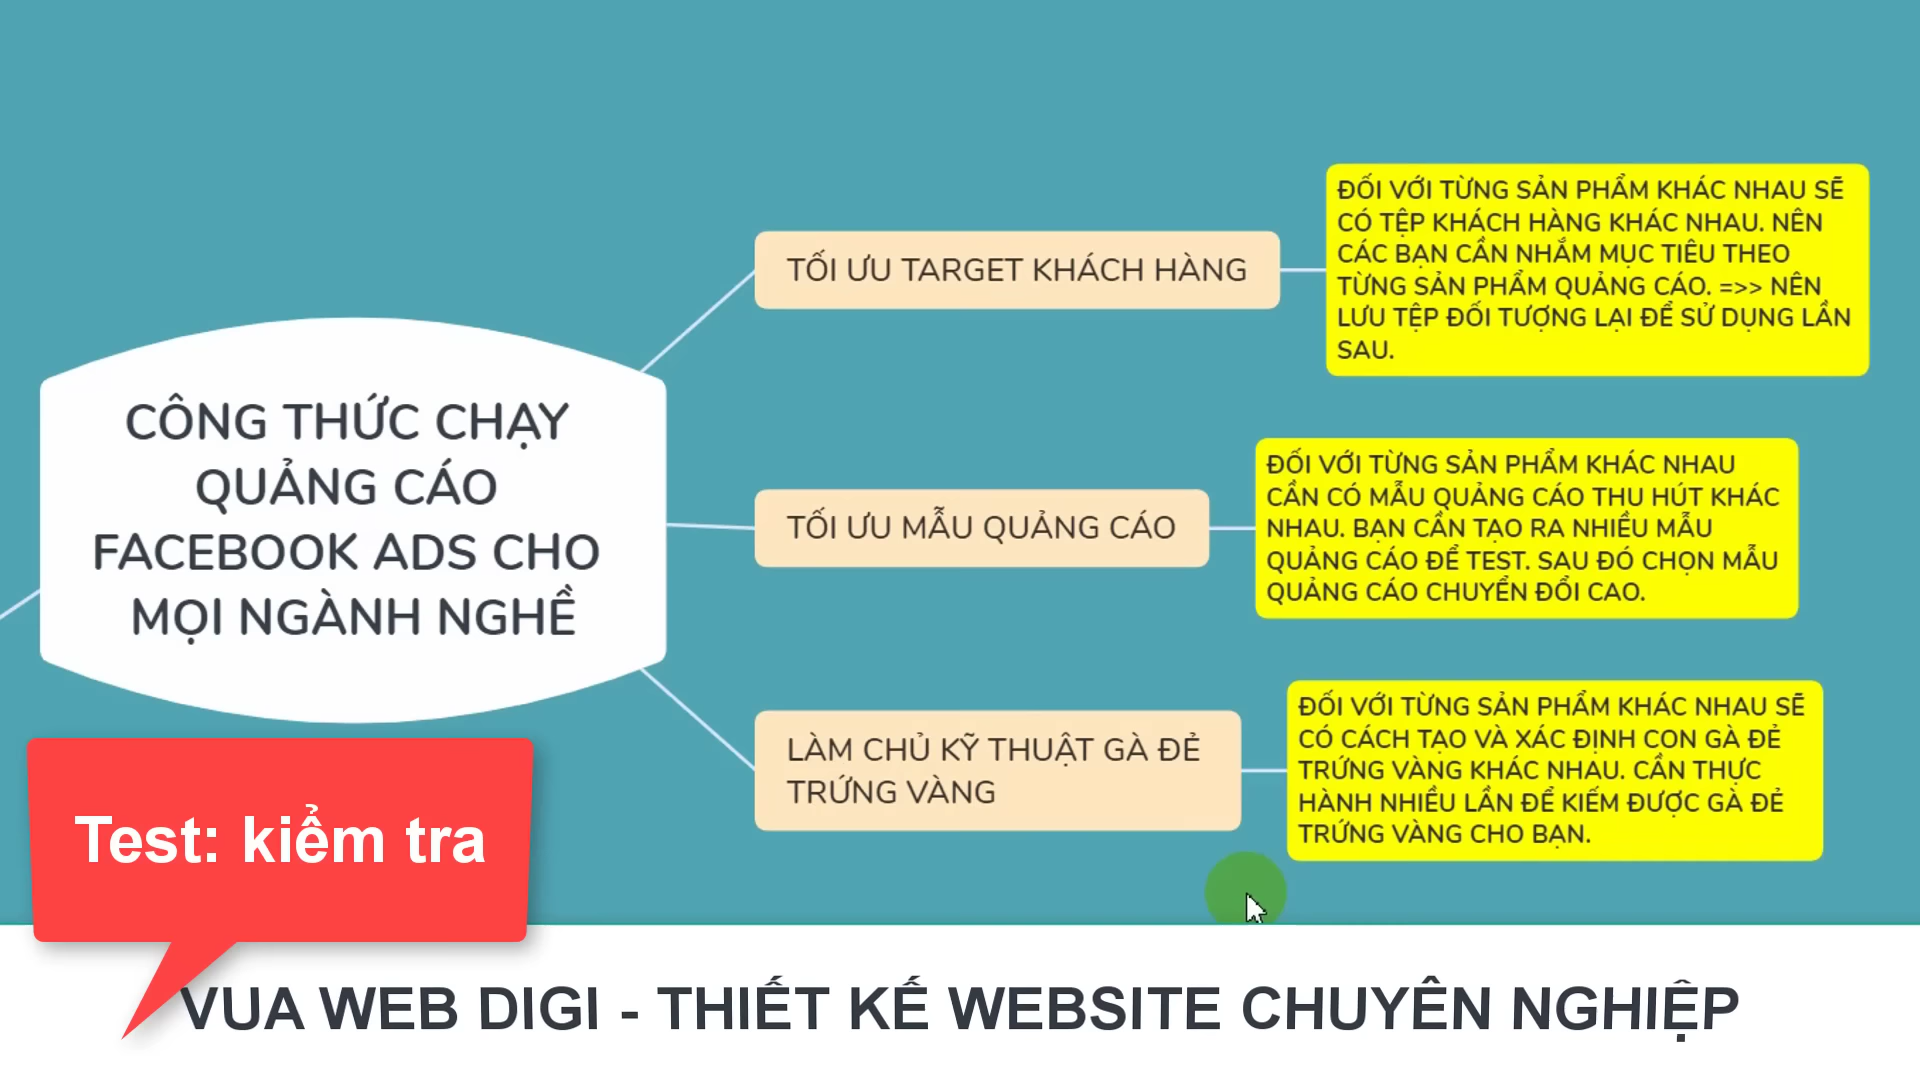 CÔNG THỨC CHẠY
QUẢNG CÁO
FACEBOOK ADS CHO
MỌI NGÀNH NGHỀ
TỐI ƯU TARGET KHÁCH HÀNG
ĐỐI VỚI TỪNG SẢN PHẨM KHÁC NHAU SẼ
CÓ TỆP KHÁCH HÀNG KHÁC NHAU. NÊN
CÁC BẠN CẦN NHẮM MỤC TIÊU THEO
TỪNG SẢN PHẨM QUẢNG CÁO. =>> NÊN
LƯU TỆP ĐỐI TƯỢNG LẠI ĐỂ SỬ DỤNG LẦN
SAU.
TỐI ƯU MẪU QUẢNG CÁO
ĐỐI VỚI TỪNG SẢN PHẨM KHÁC NHAU
CẦN CÓ MẪU QUẢNG CÁO THU HÚT KHÁC
NHAU. BẠN CẦN TẠO RA NHIỀU MẪU
QUẢNG CÁO ĐỂ TEST. SAU ĐÓ CHỌN MẪU
QUẢNG CÁO CHUYỂN ĐỔI CAO.
LÀM CHỦ KỸ THUẬT GÀ ĐẺ
TRỨNG VÀNG
ĐỐI VỚI TỪNG SẢN PHẨM KHÁC NHAU SẼ
CÓ CÁCH TẠO VÀ XÁC ĐỊNH CON GÀ ĐẺ
TRỨNG VÀNG KHÁC NHAU. CẦN THỰC
HÀNH NHIỀU LẦN ĐỂ KIẾM ĐƯỢC GÀ ĐẺ
TRỨNG VÀNG CHO BẠN.
Test: kiểm tra
VUA WEB DIGI - THIẾT KẾ WEBSITE CHUYÊN NGHIỆP